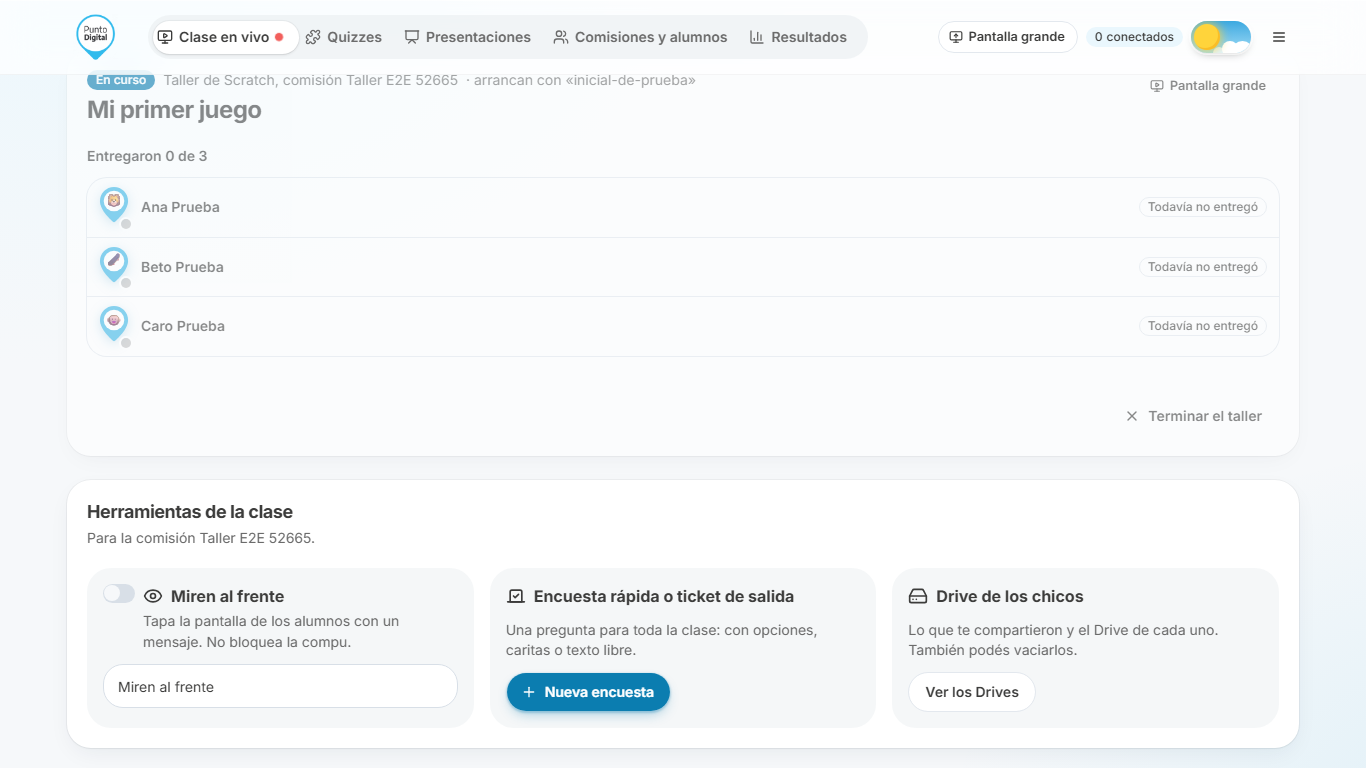 Punto
Digital
Clase en vivo
Quizzes
Presentaciones
Comisiones y alumnos
Resultados
Pantalla grande
0 conectados
En curso
Taller de Scratch, comisión Taller E2E 52665 · arrancan con «inicial-de-prueba»
Pantalla grande
Mi primer juego
Entregaron 0 de 3
Ana Prueba
Todavía no entregó
Beto Prueba
Todavía no entregó
Caro Prueba
Todavía no entregó
Terminar el taller
Herramientas de la clase
Para la comisión Taller E2E 52665.
Miren al frente
Tapa la pantalla de los alumnos con un
mensaje. No bloquea la compu.
Miren al frente
Encuesta rápida o ticket de salida
Una pregunta para toda la clase: con opciones,
caritas o texto libre.
Nueva encuesta
Drive de los chicos
Lo que te compartieron y el Drive de cada uno.
También podés vaciarlos.
Ver los Drives